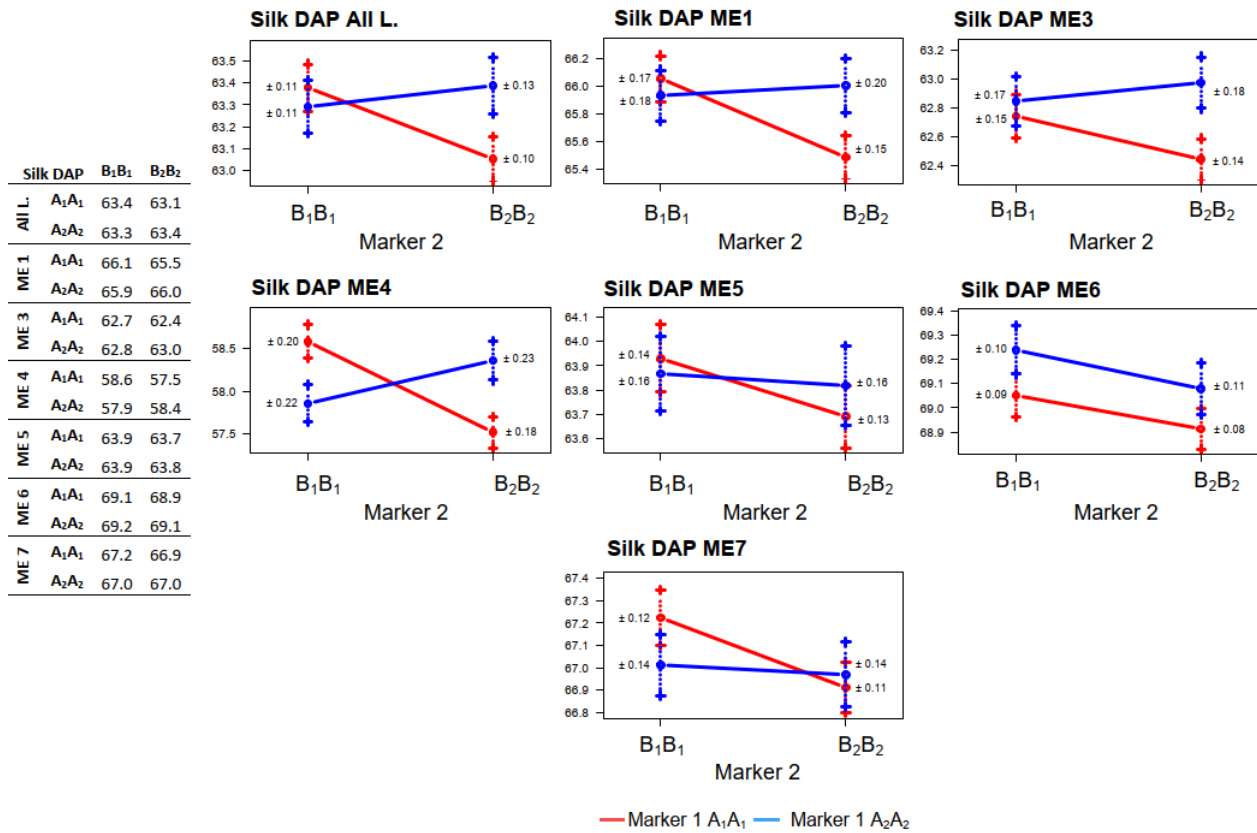 Silk DAP B₁B₁ B₂B₂
All L. A₁A₁ 63.4 63.1
A₂A₂ 63.3 63.4
ME 1 A₁A₁ 66.1 65.5
A₂A₂ 65.9 66.0
ME 3 A₁A₁ 62.7 62.4
A₂A₂ 62.8 63.0
ME 4 A₁A₁ 58.6 57.5
A₂A₂ 57.9 58.4
ME 5 A₁A₁ 63.9 63.7
A₂A₂ 63.9 63.8
ME 6 A₁A₁ 69.1 68.9
A₂A₂ 69.2 69.1
ME 7 A₁A₁ 67.2 66.9
A₂A₂ 67.0 67.0
Silk DAP All L.
63.5
63.4
63.3
63.2
63.1
63.0
± 0.11
± 0.11
± 0.13
± 0.10
B₁B₁ B₂B₂
Marker 2
Silk DAP ME1
66.2
66.0
65.8
65.6
65.4
± 0.17
± 0.18
± 0.20
± 0.15
B₁B₁ B₂B₂
Marker 2
Silk DAP ME3
63.2
63.0
62.8
62.6
62.4
± 0.17
± 0.15
± 0.18
± 0.14
B₁B₁ B₂B₂
Marker 2
Silk DAP ME4
58.5
58.0
57.5
± 0.20
± 0.22
± 0.23
± 0.18
B₁B₁ B₂B₂
Marker 2
Silk DAP ME5
64.1
64.0
63.9
63.8
63.7
63.6
± 0.14
± 0.16
± 0.16
± 0.13
B₁B₁ B₂B₂
Marker 2
Silk DAP ME6
69.4
69.3
69.2
69.1
69.0
68.9
± 0.10
± 0.09
± 0.11
± 0.08
B₁B₁ B₂B₂
Marker 2
Silk DAP ME7
67.4
67.3
67.2
67.1
67.0
66.9
66.8
± 0.12
± 0.14
± 0.14
± 0.11
B₁B₁ B₂B₂
Marker 2
Marker 1 A₁A₁ Marker 1 A₂A₂